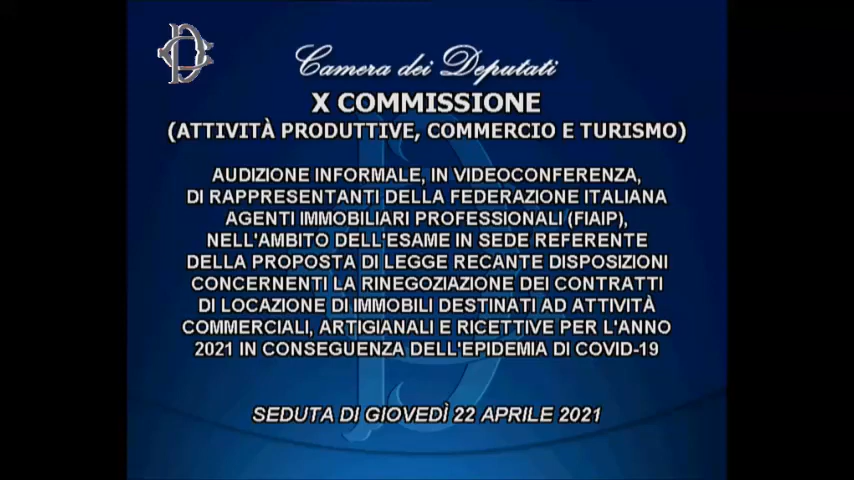 Camera dei Deputati
X COMMISSIONE
(ATTIVITÀ PRODUTTIVE, COMMERCIO E TURISMO)
AUDIZIONE INFORMALE, IN VIDEOCONFERENZA,
DI RAPPRESENTANTI DELLA FEDERAZIONE ITALIANA
AGENTI IMMOBILIARI PROFESSIONALI (FIAIP),
NELL'AMBITO DELL'ESAME IN SEDE REFERENTE
DELLA PROPOSTA DI LEGGE RECANTE DISPOSIZIONI
CONCERNENTI LA RINEGOZIAZIONE DEI CONTRATTI
DI LOCAZIONE DI IMMOBILI DESTINATI AD ATTIVITÀ
COMMERCIALI, ARTIGIANALI E RICETTIVE PER L'ANNO
2021 IN CONSEGUENZA DELL'EPIDEMIA DI COVID-19
SEDUTA DI GIOVEDÌ 22 APRILE 2021